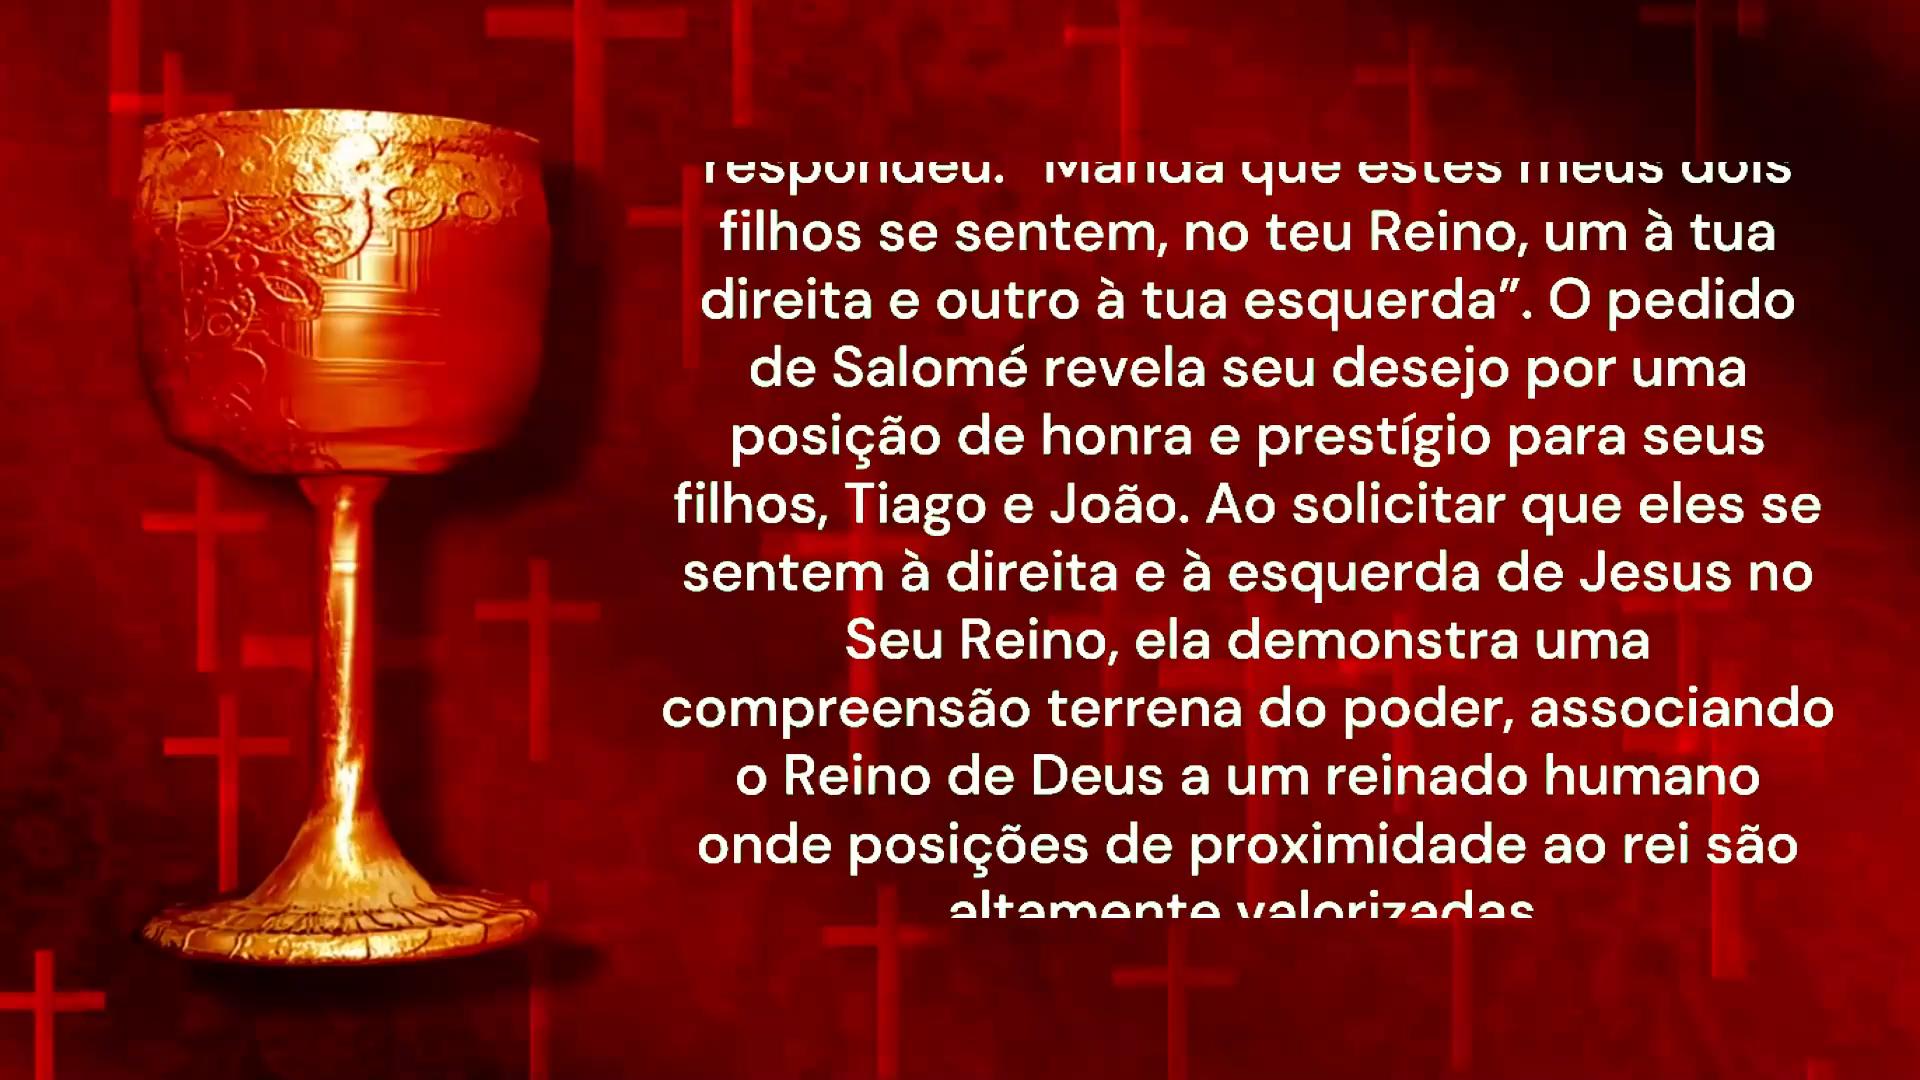 respondeu: "Manda que estes meus dois
filhos se sentem, no teu Reino, um à tua
direita e outro à tua esquerda”. O pedido
de Salomé revela seu desejo por uma
posição de honra e prestígio para seus
filhos, Tiago e João. Ao solicitar que eles se
sentem à direita e à esquerda de Jesus no
Seu Reino, ela demonstra uma
compreensão terrena do poder, associando
o Reino de Deus a um reinado humano
onde posições de proximidade ao rei são
altamente valorizadas